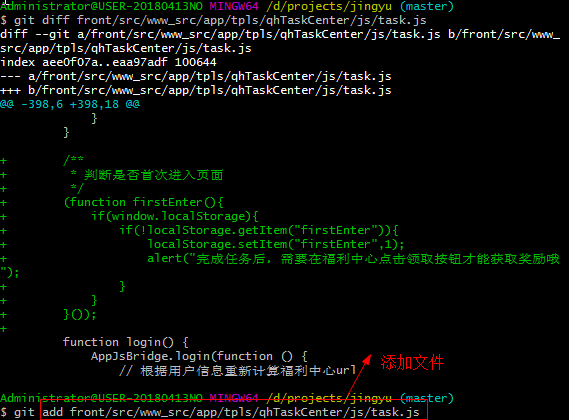 Administrator@USER-20180413NO MINGW64 /d/projects/jingyu (master)
$ git diff front/src/www_src/app/tpls/qhTaskCenter/js/task.js
diff --git a/front/src/www_src/app/tpls/qhTaskCenter/js/task.js b/front/src/www_
src/app/tpls/qhTaskCenter/js/task.js
index aee0f07a..eaa97adf 100644
--- a/front/src/www_src/app/tpls/qhTaskCenter/js/task.js
+++ b/front/src/www_src/app/tpls/qhTaskCenter/js/task.js
@@ -398,6 +398,18 @@
}
}
+ /**
+ * 判断是否首次进入页面
+ */
+ (function firstEnter(){
+ if(window.localStorage){
+ if(!localStorage.getItem("firstEnter")){
+ localStorage.setItem("firstEnter",1);
+ alert("完成任务后，需要在福利中心点击领取按钮才能获取奖励哦
");
+ }
+ }
+ }());
+
function login() {
AppJsBridge.login(function () {
// 根据用户信息重新计算福利中心url
添加文件
Administrator@USER-20180413NO MINGW64 /d/projects/jingyu (master)
$ git add front/src/www_src/app/tpls/qhTaskCenter/js/task.js